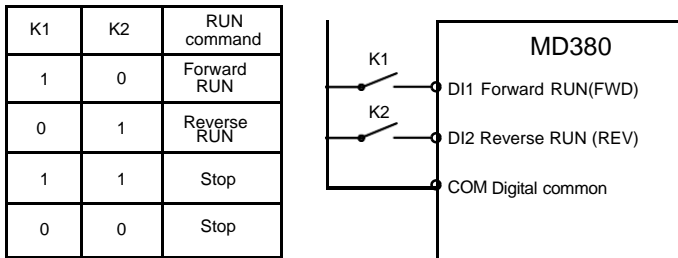 K1 K2 RUN
command
1 0 Forward
RUN
0 1 Reverse
RUN
1 1 Stop
0 0 Stop
MD380
K1
DI1 Forward RUN(FWD)
K2
DI2 Reverse RUN (REV)
COM Digital common